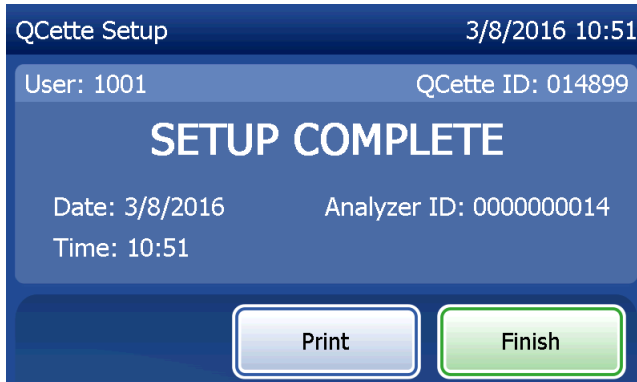 QCette Setup 3/8/2016 10:51
User: 1001 QCette ID: 014899
SETUP COMPLETE
Date: 3/8/2016 Analyzer ID: 0000000014
Time: 10:51
Print Finish